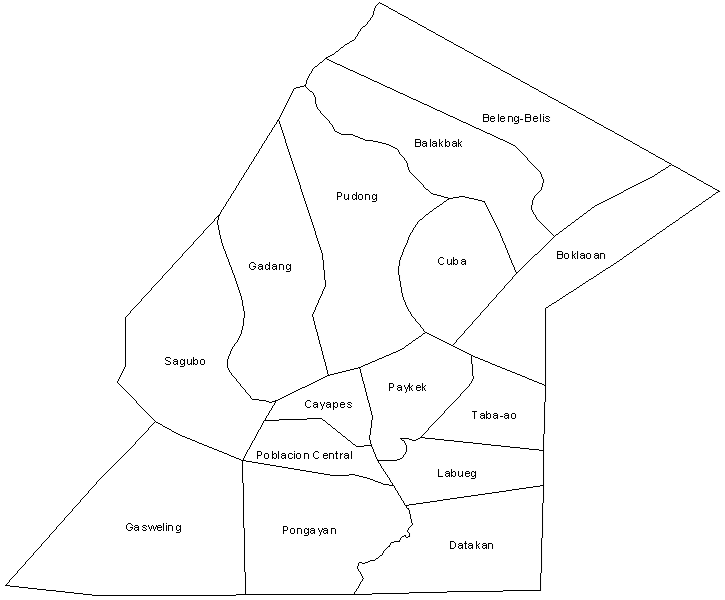 Beleng-Belis
Balakbak
Pudong
Boklaoan
Cuba
Gadang
Sagubo
Paykek
Cayapes
Taba-ao
Poblacion Central
Labueg
Gasweling
Pongayan
Datakan